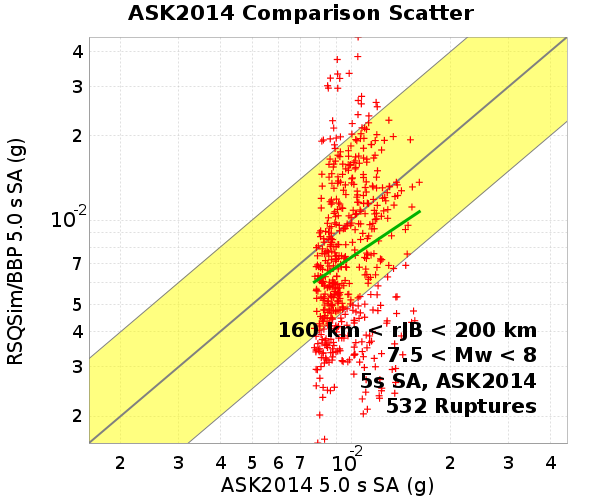 ASK2014 Comparison Scatter
RSQSim/BBP 5.0 s SA (g)
4
3
2
10-2
7
5
4
3
2
160 km < rJB < 200 km
7.5 < Mw < 8
5s SA, ASK2014
532 Ruptures
2 3 4 5 6 7 10-2 2 3 4
ASK2014 5.0 s SA (g)